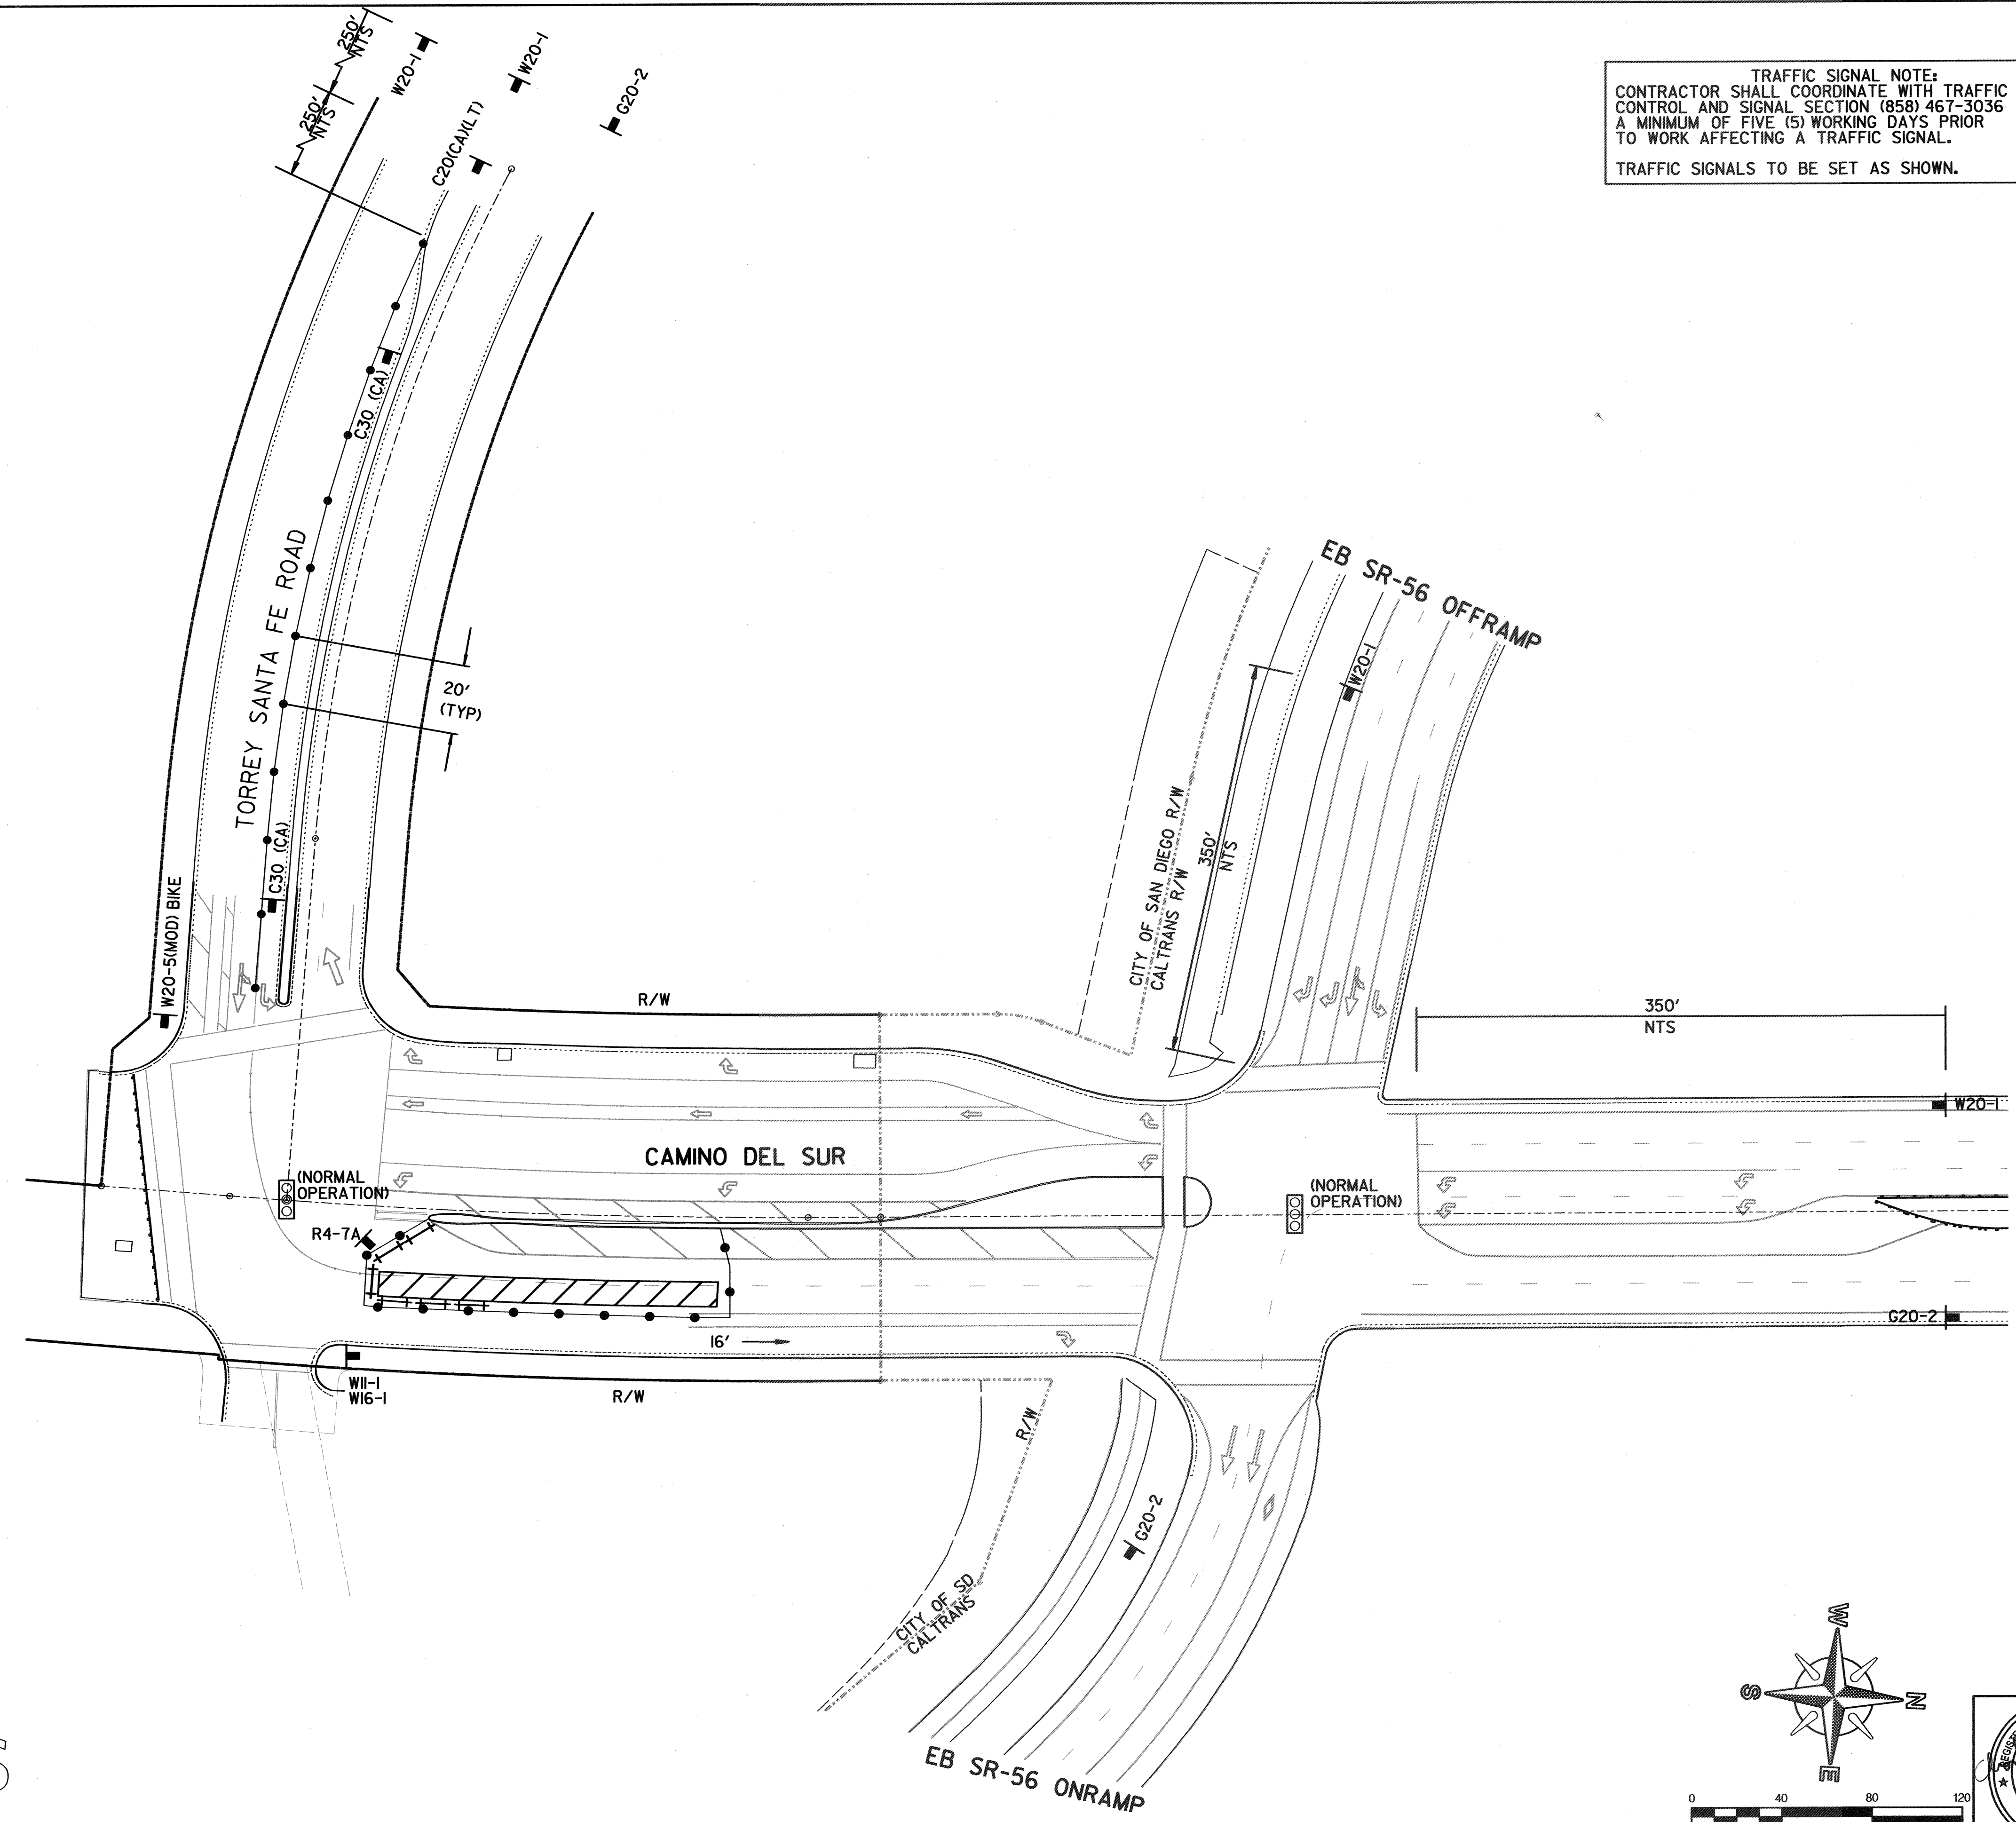 TRAFFIC SIGNAL NOTE:
CONTRACTOR SHALL COORDINATE WITH TRAFFIC
CONTROL AND SIGNAL SECTION (858) 467-3036
A MINIMUM OF FIVE (5) WORKING DAYS PRIOR
TO WORK AFFECTING A TRAFFIC SIGNAL.
TRAFFIC SIGNALS TO BE SET AS SHOWN.
250'
NTS
250'
NTS
W20-1
W20-1
G20-2
C20(CA)(LT)
C30 (CA)
TORREY SANTA FE ROAD
20'
(TYP)
C30 (CA)
W20-5(MOD) BIKE
EB SR-56 OFFRAMP
W20-1
CITY OF SAN DIEGO R/W
CALTRANS R/W
350'
NTS
R/W
350'
NTS
W20-1
CAMINO DEL SUR
(NORMAL
OPERATION)
(NORMAL
OPERATION)
R4-7A
G20-2
16'
W11-1
W16-1
R/W
R/W
G20-2
CITY OF SD
CALTRANS
EB SR-56 ONRAMP
W
S
N
E
0 40 80 120